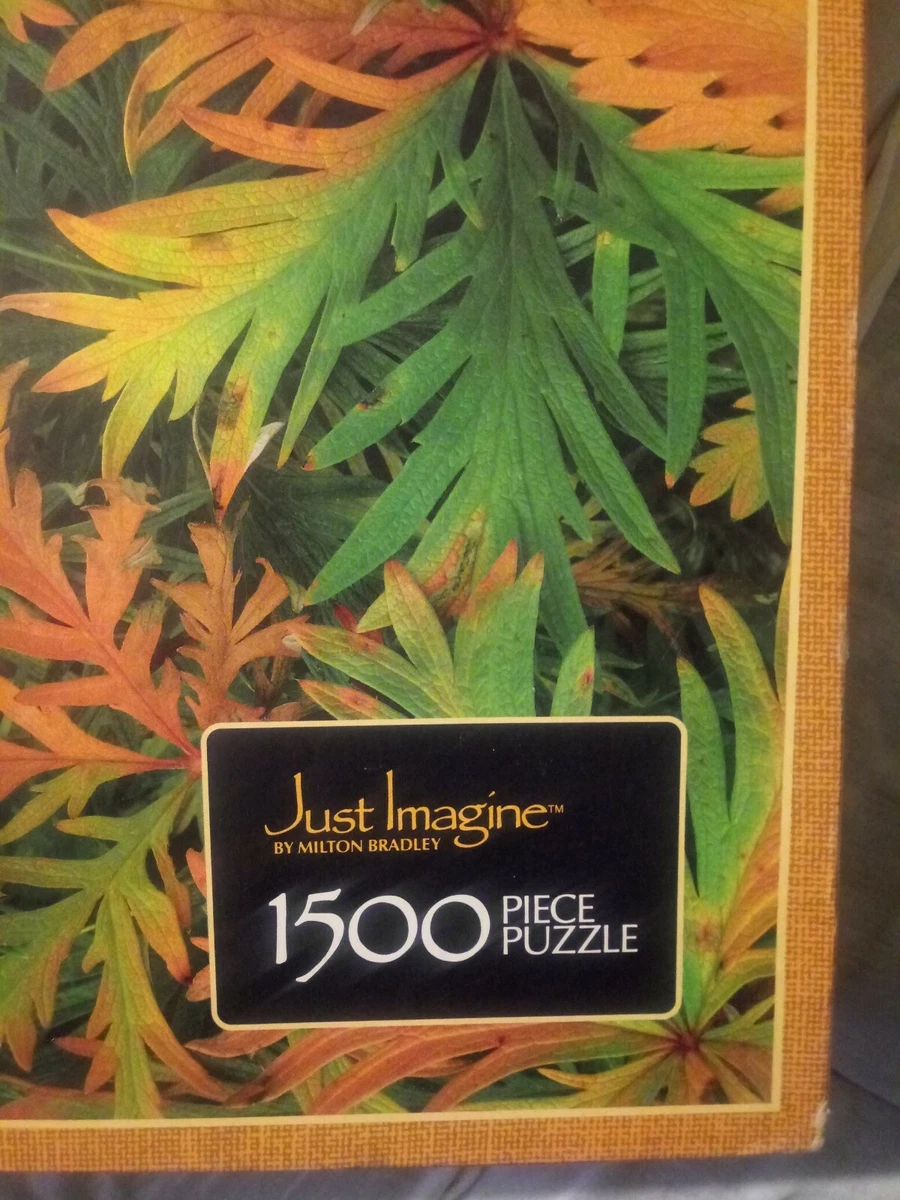 Just Imagine™
BY MILTON BRADLEY
1500 PIECE
PUZZLE